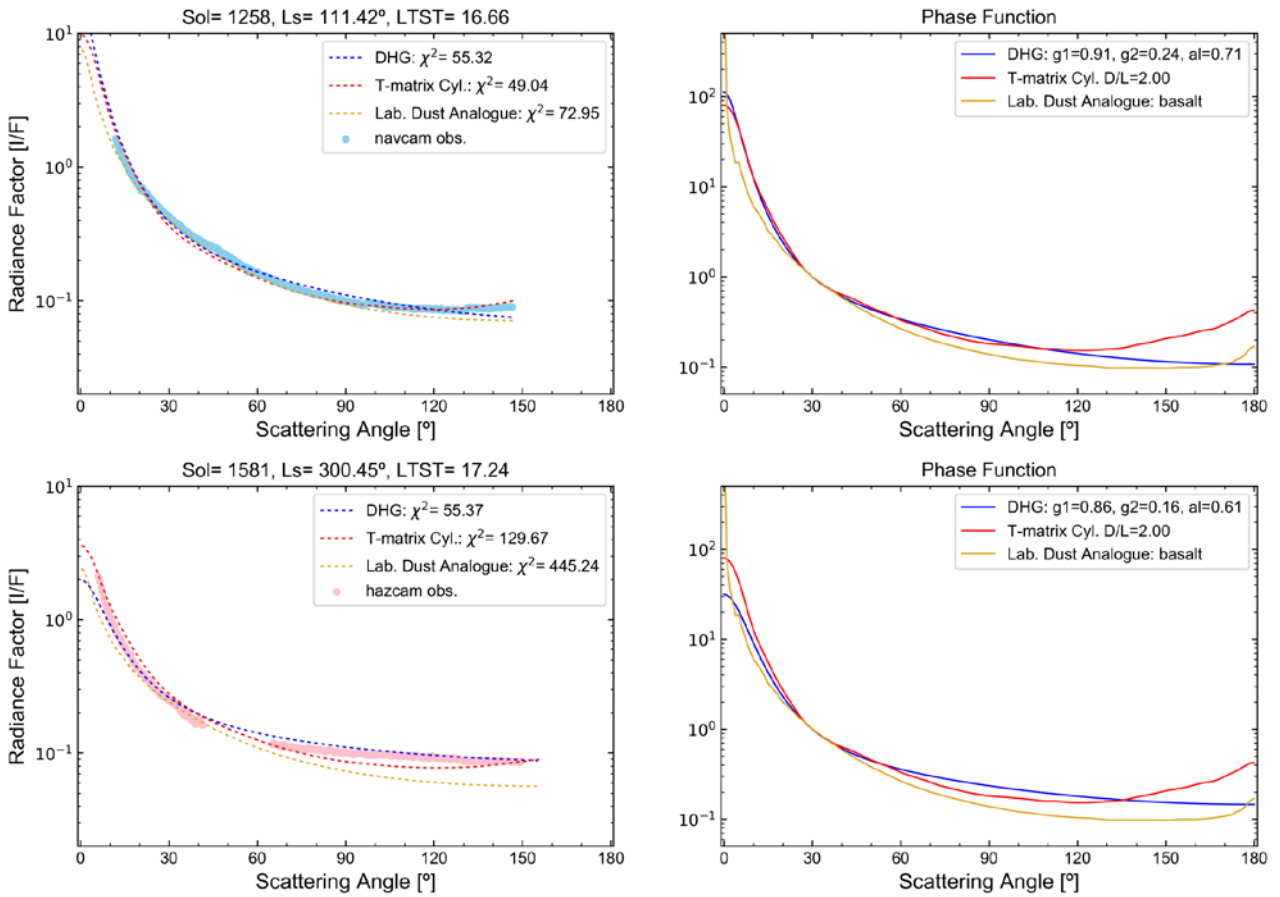 Sol= 1258, Ls= 111.42º, LTST= 16.66
10¹
10⁰
10⁻¹
Radiance Factor [I/F]
DHG: χ²= 55.32
T-matrix Cyl.: χ²= 49.04
Lab. Dust Analogue: χ²= 72.95
navcam obs.
0 30 60 90 120 150 180
Scattering Angle [º]
Phase Function
10²
10¹
10⁰
10⁻¹
DHG: g1=0.91, g2=0.24, al=0.71
T-matrix Cyl. D/L=2.00
Lab. Dust Analogue: basalt
0 30 60 90 120 150 180
Scattering Angle [º]
Sol= 1581, Ls= 300.45º, LTST= 17.24
10¹
10⁰
10⁻¹
Radiance Factor [I/F]
DHG: χ²= 55.37
T-matrix Cyl.: χ²= 129.67
Lab. Dust Analogue: χ²= 445.24
hazcam obs.
0 30 60 90 120 150 180
Scattering Angle [º]
Phase Function
10²
10¹
10⁰
10⁻¹
DHG: g1=0.86, g2=0.16, al=0.61
T-matrix Cyl. D/L=2.00
Lab. Dust Analogue: basalt
0 30 60 90 120 150 180
Scattering Angle [º]